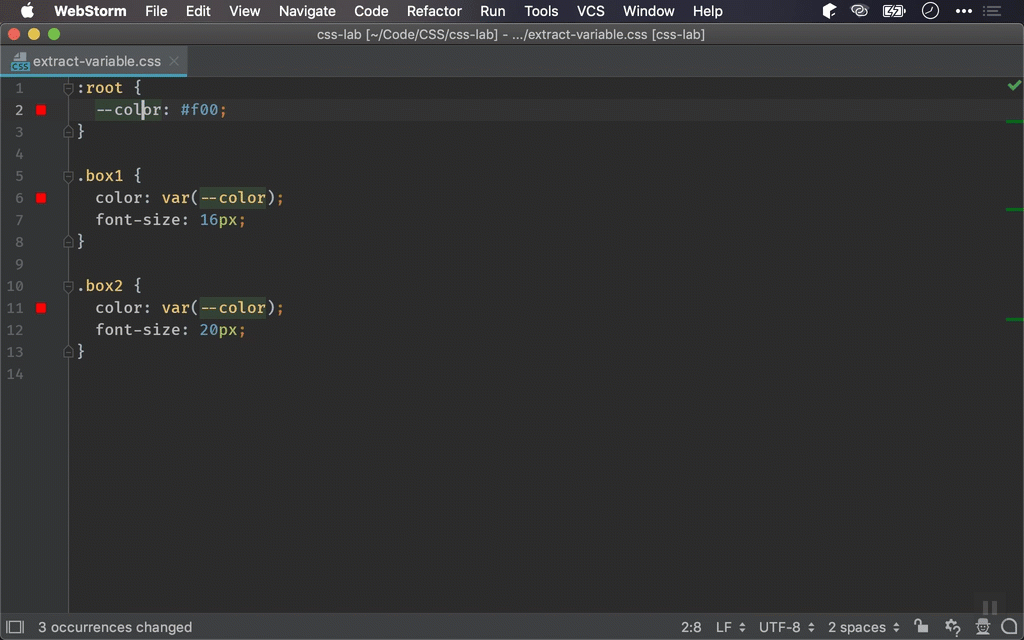 WebStorm File Edit View Navigate Code Refactor Run Tools VCS Window Help
css-lab [~/Code/CSS/css-lab] - .../extract-variable.css [css-lab]
CSS extract-variable.css
1 :root {
2 --color: #f00;
3 }
4
5 .box1 {
6 color: var(--color);
7 font-size: 16px;
8 }
9
10 .box2 {
11 color: var(--color);
12 font-size: 20px;
13 }
14
3 occurrences changed 2:8 LF UTF-8 2 spaces